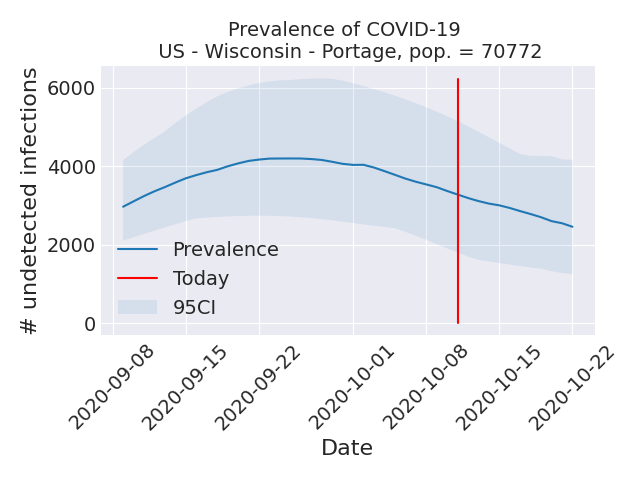 Prevalence of COVID-19
US - Wisconsin - Portage, pop. = 70772
# undetected infections
6000
4000
2000
0
Prevalence
Today
95CI
2020-09-08
2020-09-15
2020-09-22
2020-10-01
2020-10-08
2020-10-15
2020-10-22
Date